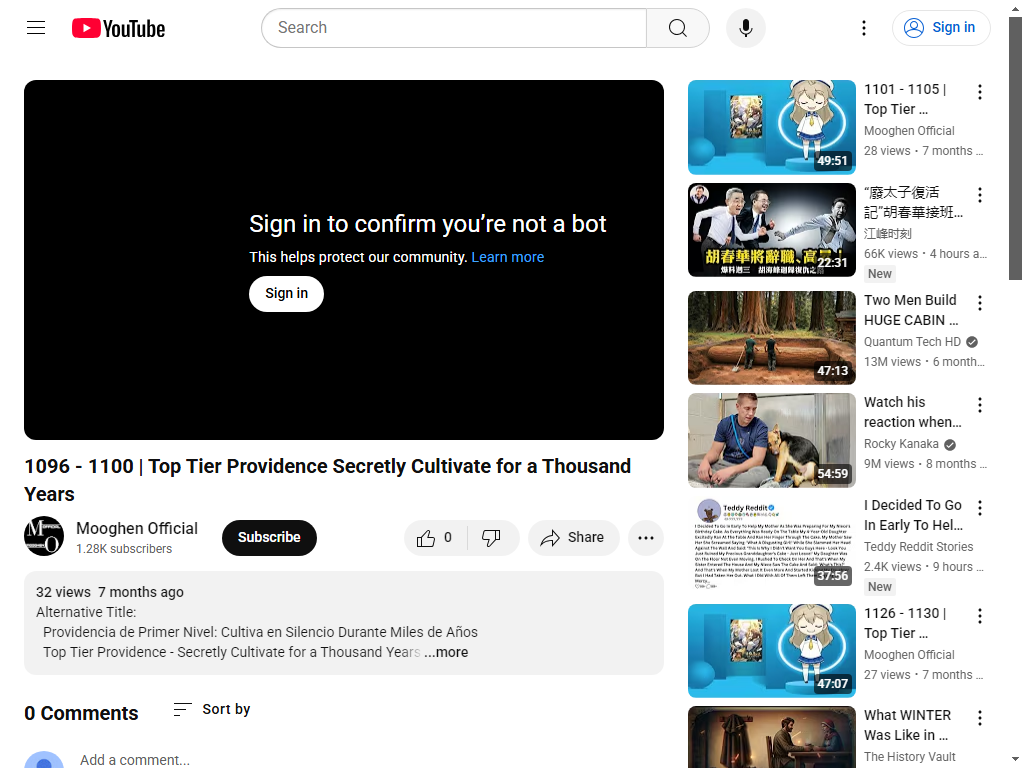 YouTube
Search
Sign in
Sign in to confirm you’re not a bot
This helps protect our community. Learn more
Sign in
1096 - 1100 | Top Tier Providence Secretly Cultivate for a Thousand
Years
Mooghen Official
1.28K subscribers
Subscribe
0
Share
32 views 7 months ago
Alternative Title:
Providencia de Primer Nivel: Cultiva en Silencio Durante Miles de Años
Top Tier Providence - Secretly Cultivate for a Thousand Years ...more
0 Comments
Sort by
Add a comment...
49:51
1101 - 1105 |
Top Tier ...
Mooghen Official
28 views • 7 months ...
胡春華將辭職、高升!
22:31
“廢太子復活
記”胡春華接班...
江峰时刻
66K views • 4 hours a...
New
47:13
Two Men Build
HUGE CABIN ...
Quantum Tech HD
13M views • 6 month...
54:59
Watch his
reaction when...
Rocky Kanaka
9M views • 8 months ...
Teddy Reddit
37:56
I Decided To Go
In Early To Hel...
Teddy Reddit Stories
2.4K views • 9 hours ...
New
47:07
1126 - 1130 |
Top Tier ...
Mooghen Official
27 views • 7 months ...
What WINTER
Was Like in ...
The History Vault